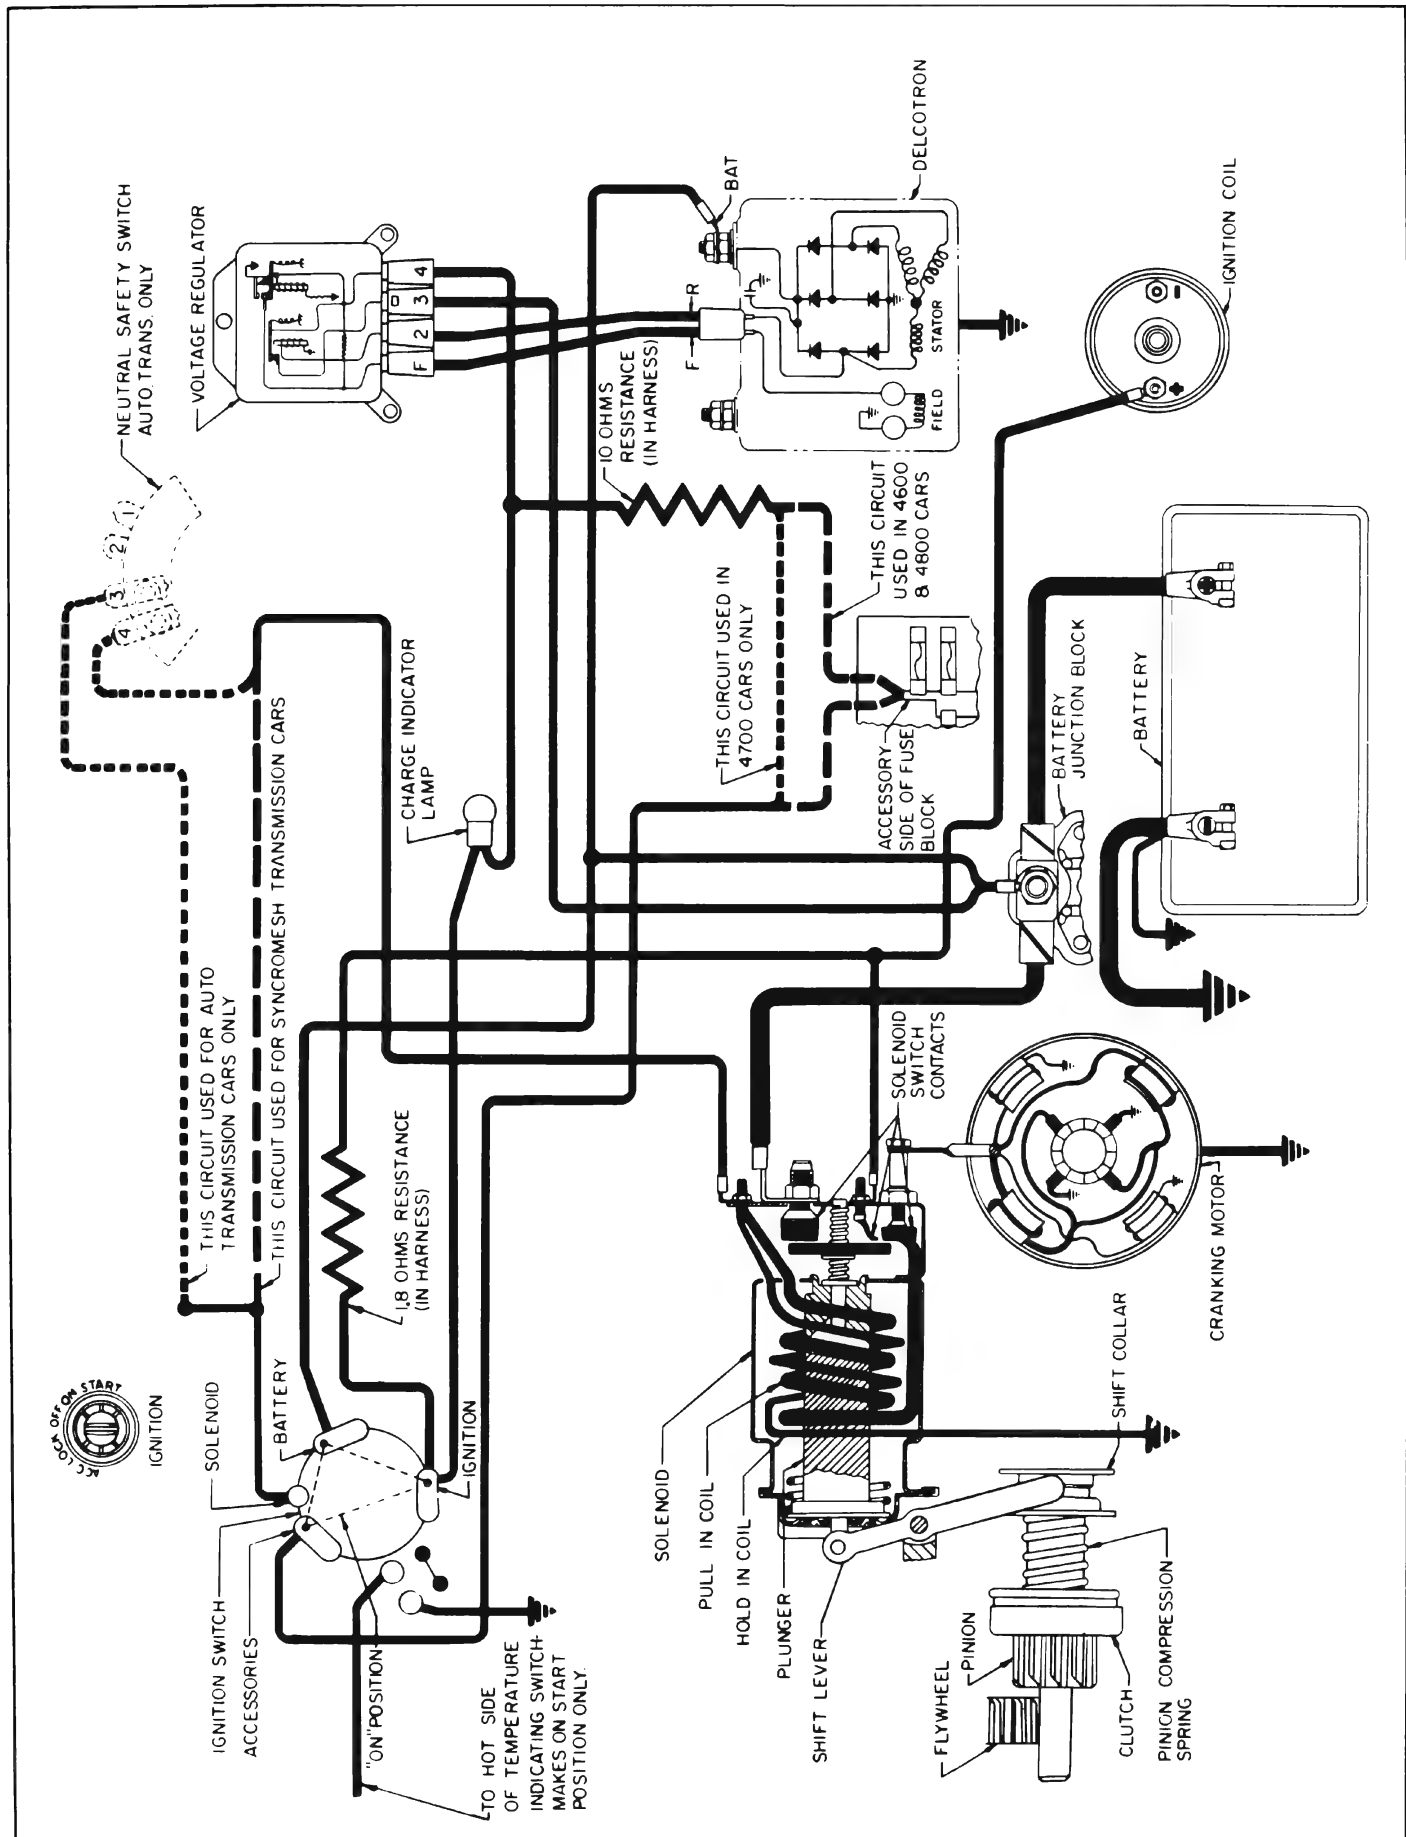 NEUTRAL SAFETY SWITCH
AUTO. TRANS. ONLY
VOLTAGE REGULATOR
1
2
3
4
F
2
3
4
THIS CIRCUIT USED FOR AUTO
TRANSMISSION CARS ONLY
THIS CIRCUIT USED FOR SYNCROMESH TRANSMISSION CARS
CHARGE INDICATOR
LAMP
10 OHMS
RESISTANCE
(IN HARNESS)
F
R
BAT
DELCOTRON
FIELD
STATOR
IGNITION COIL
+
-
THIS CIRCUIT USED IN
4700 CARS ONLY
THIS CIRCUIT
USED IN 4600
& 4800 CARS
ACCESSORY
SIDE OF FUSE
BLOCK
BATTERY
JUNCTION BLOCK
BATTERY
+
-
ACC LOCK OFF ON START
IGNITION
SOLENOID
BATTERY
IGNITION
IGNITION SWITCH
ACCESSORIES
"ON" POSITION
TO HOT SIDE
OF TEMPERATURE
INDICATING SWITCH-
MAKES ON START
POSITION ONLY.
1.8 OHMS RESISTANCE
(IN HARNESS)
SOLENOID
SWITCH
CONTACTS
SOLENOID
PULL IN COIL
HOLD IN COIL
PLUNGER
SHIFT LEVER
FLYWHEEL
PINION
CLUTCH
PINION COMPRESSION
SPRING
SHIFT COLLAR
CRANKING MOTOR